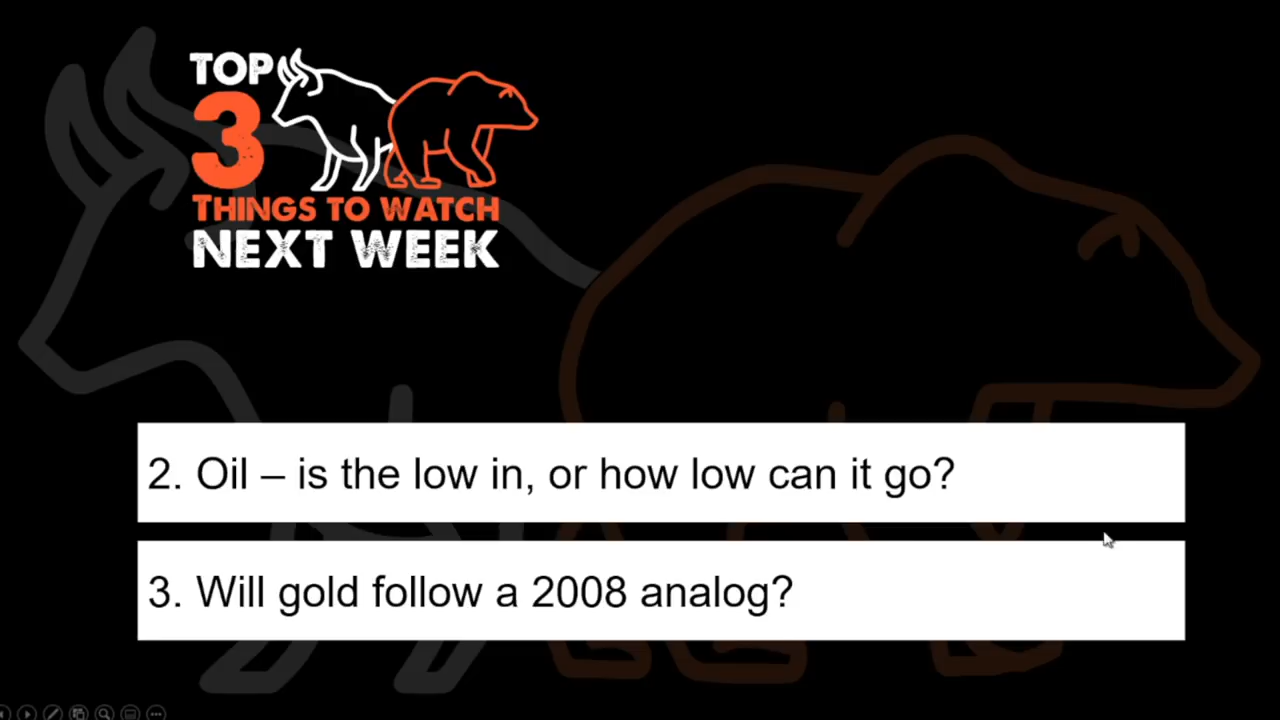 TOP
3
THINGS TO WATCH
NEXT WEEK
2. Oil – is the low in, or how low can it go?
3. Will gold follow a 2008 analog?